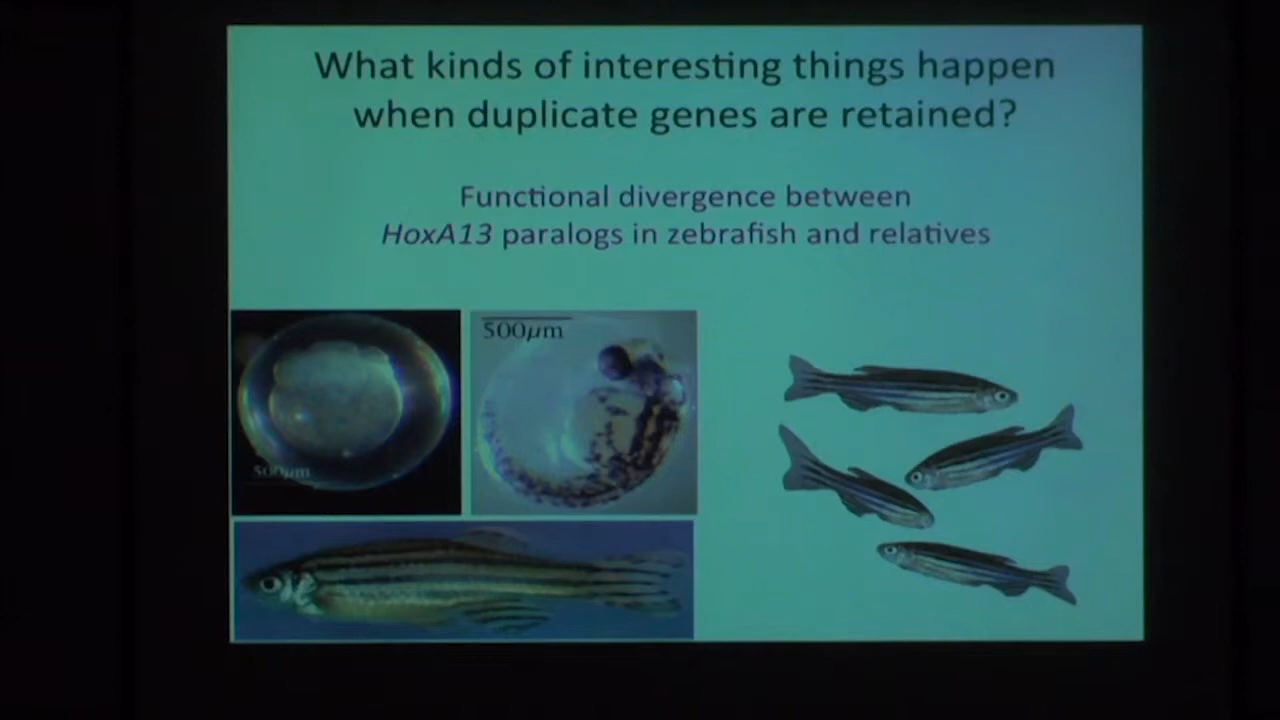 What kinds of interesting things happen
when duplicate genes are retained?
Functional divergence between
HoxA13 paralogs in zebrafish and relatives
500μm
500μm